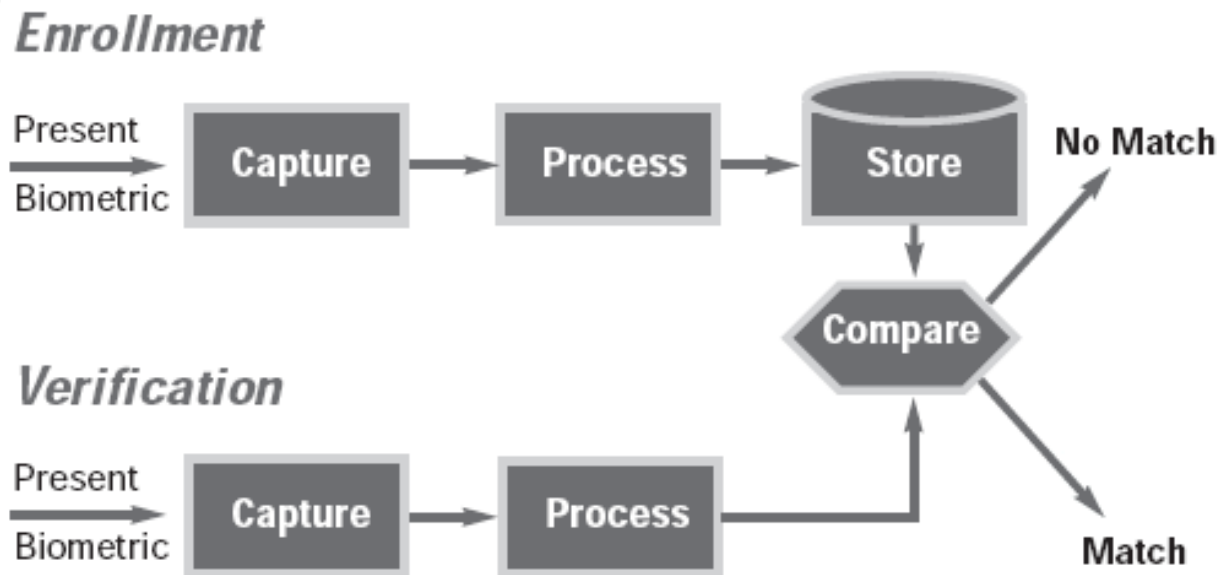 Enrollment
Present
Biometric
Capture
Process
Store
No Match
Compare
Verification
Present
Biometric
Capture
Process
Match